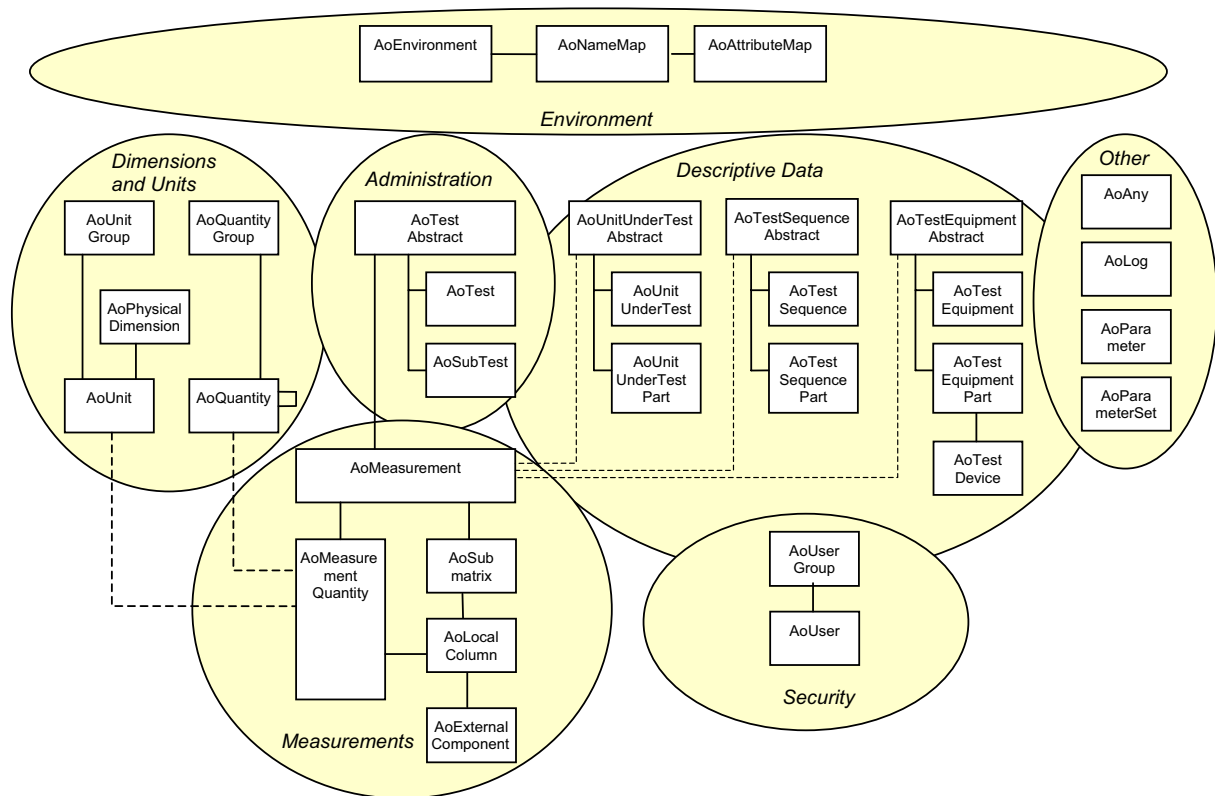 AoEnvironment
AoNameMap
AoAttributeMap
Environment
Dimensions
and Units
AoUnit
Group
AoQuantity
Group
AoPhysical
Dimension
AoUnit
AoQuantity
Administration
AoTest
Abstract
AoTest
AoSubTest
Descriptive Data
AoUnitUnderTest
Abstract
AoUnit
UnderTest
AoUnit
UnderTest
Part
AoTestSequence
Abstract
AoTest
Sequence
AoTest
Sequence
Part
AoTestEquipment
Abstract
AoTest
Equipment
AoTest
Equipment
Part
AoTest
Device
Other
AoAny
AoLog
AoPara
meter
AoPara
meterSet
AoMeasurement
AoMeasure
ment
Quantity
AoSub
matrix
AoLocal
Column
AoExternal
Component
Measurements
AoUser
Group
AoUser
Security